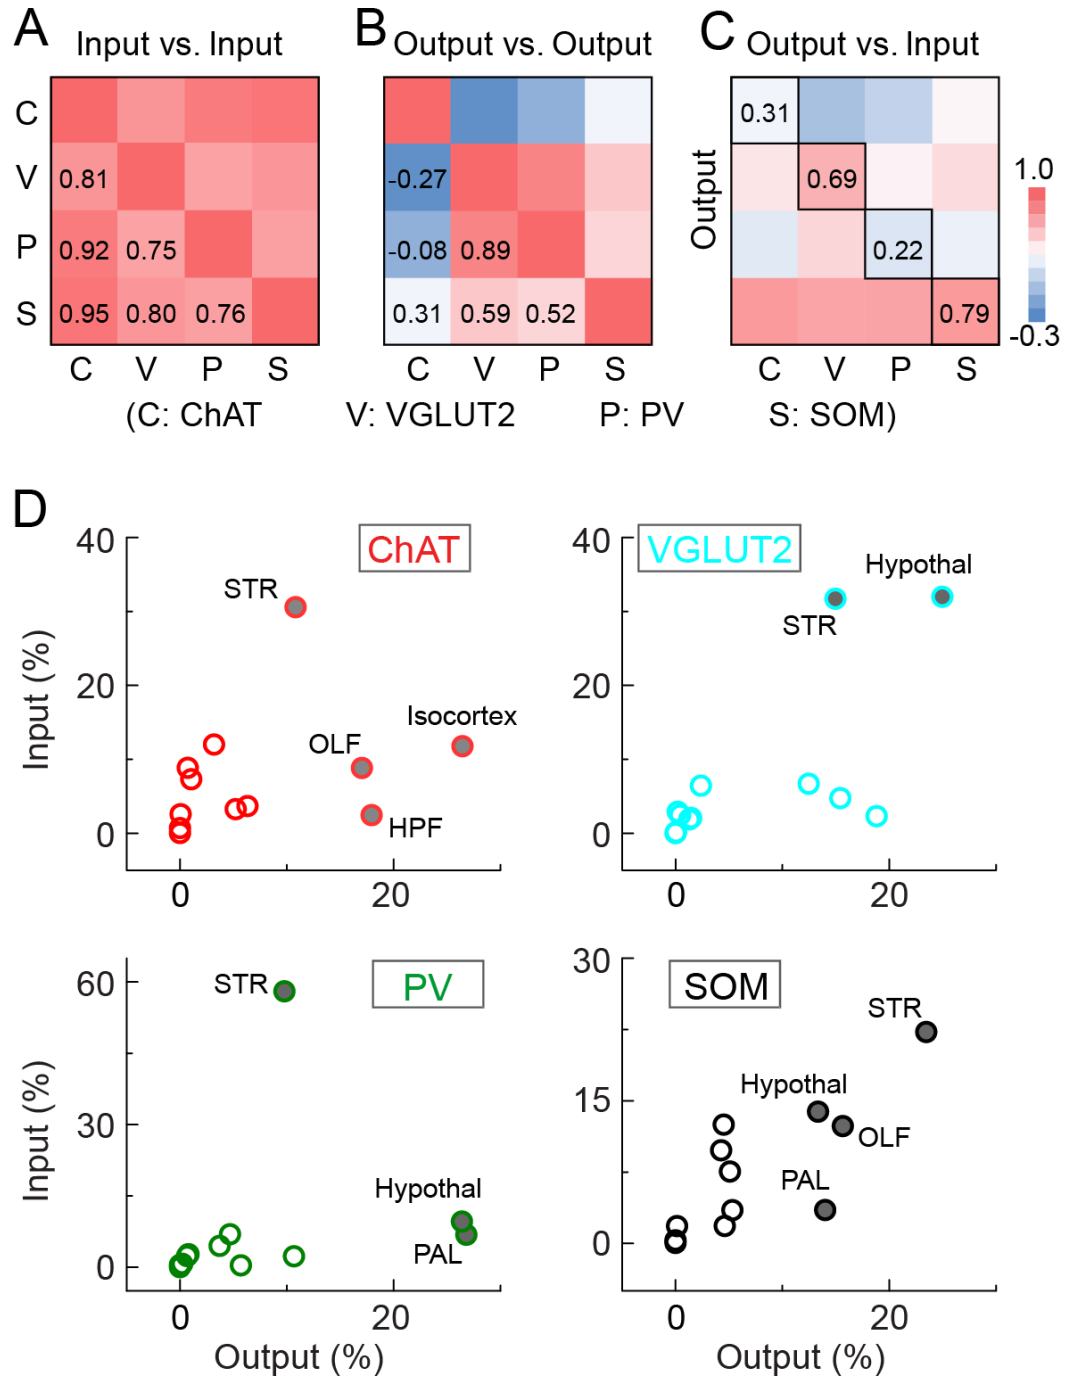 A Input vs. Input
B Output vs. Output
C Output vs. Input
C
V 0.81
P 0.92 0.75
S 0.95 0.80 0.76
C V P S
-0.27
-0.08 0.89
0.31 0.59 0.52
C V P S
Output
0.31
0.69
0.22
0.79
C V P S
1.0
-0.3
(C: ChAT V: VGLUT2 P: PV S: SOM)
D
ChAT
Input (%)
40
20
0
0 20
STR
Isocortex
OLF
HPF
VGLUT2
40
20
0
0 20
Hypothal
STR
PV
Input (%)
60
30
0
0 20
Output (%)
STR
Hypothal
PAL
SOM
30
15
0
0 20
Output (%)
STR
Hypothal
OLF
PAL